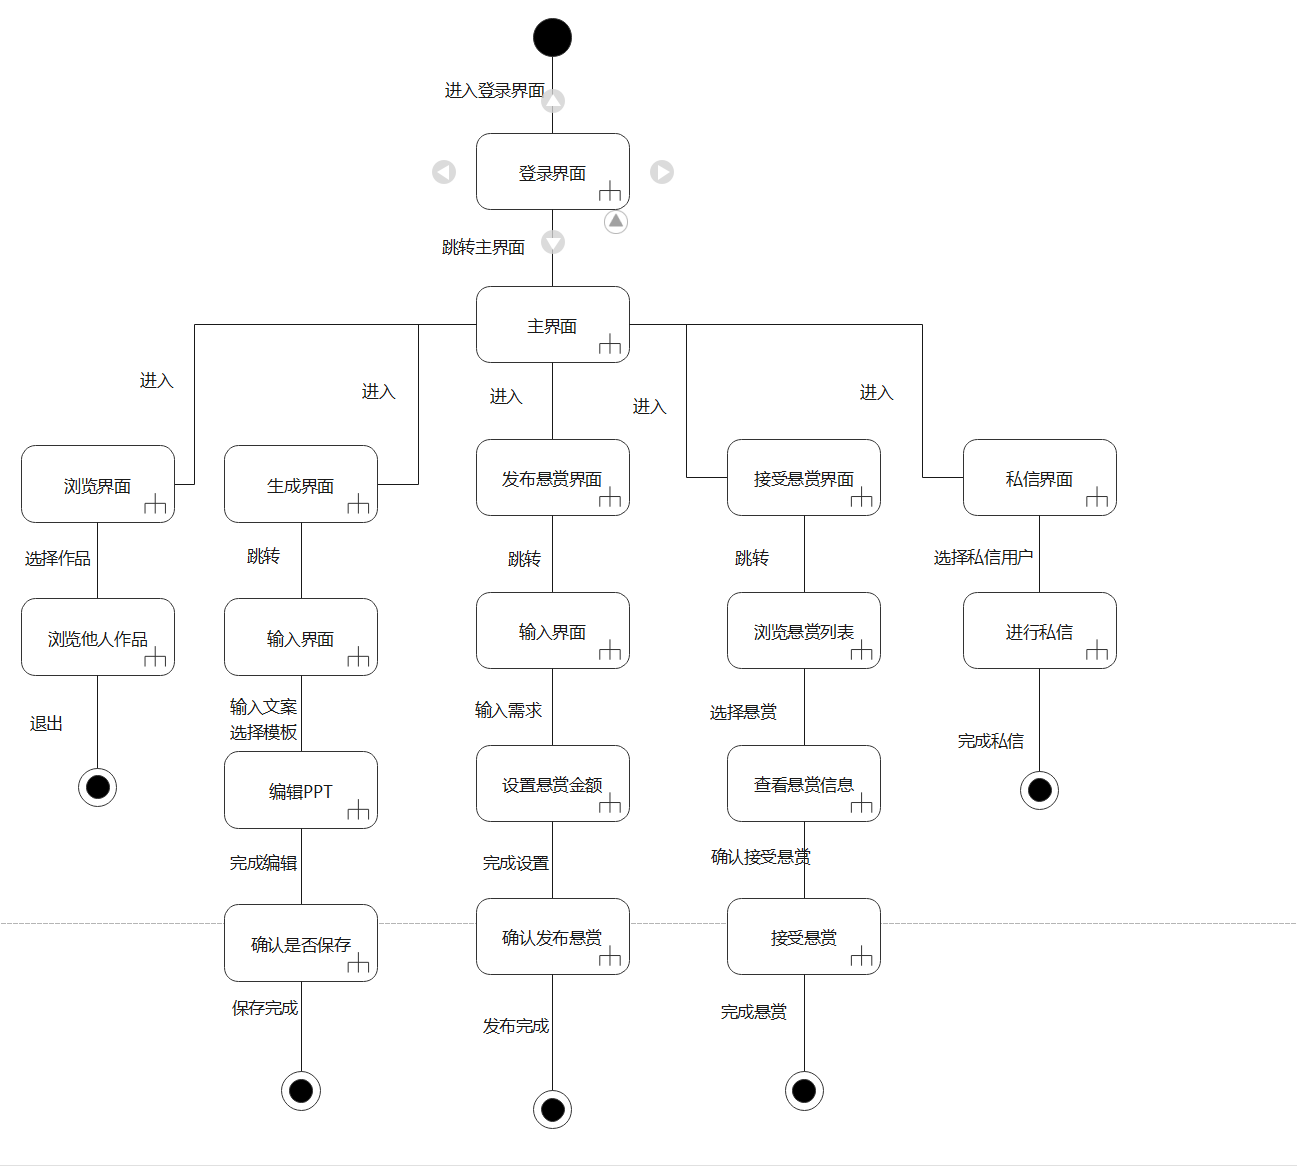 进入登录界面
登录界面
跳转主界面
主界面
进入
进入
进入
进入
进入
浏览界面
生成界面
发布悬赏界面
接受悬赏界面
私信界面
选择作品
跳转
跳转
跳转
选择私信用户
浏览他人作品
输入界面
输入界面
浏览悬赏列表
进行私信
退出
输入文案
选择模板
输入需求
选择悬赏
完成私信
编辑PPT
设置悬赏金额
查看悬赏信息
完成编辑
完成设置
确认接受悬赏
确认是否保存
确认发布悬赏
接受悬赏
保存完成
发布完成
完成悬赏